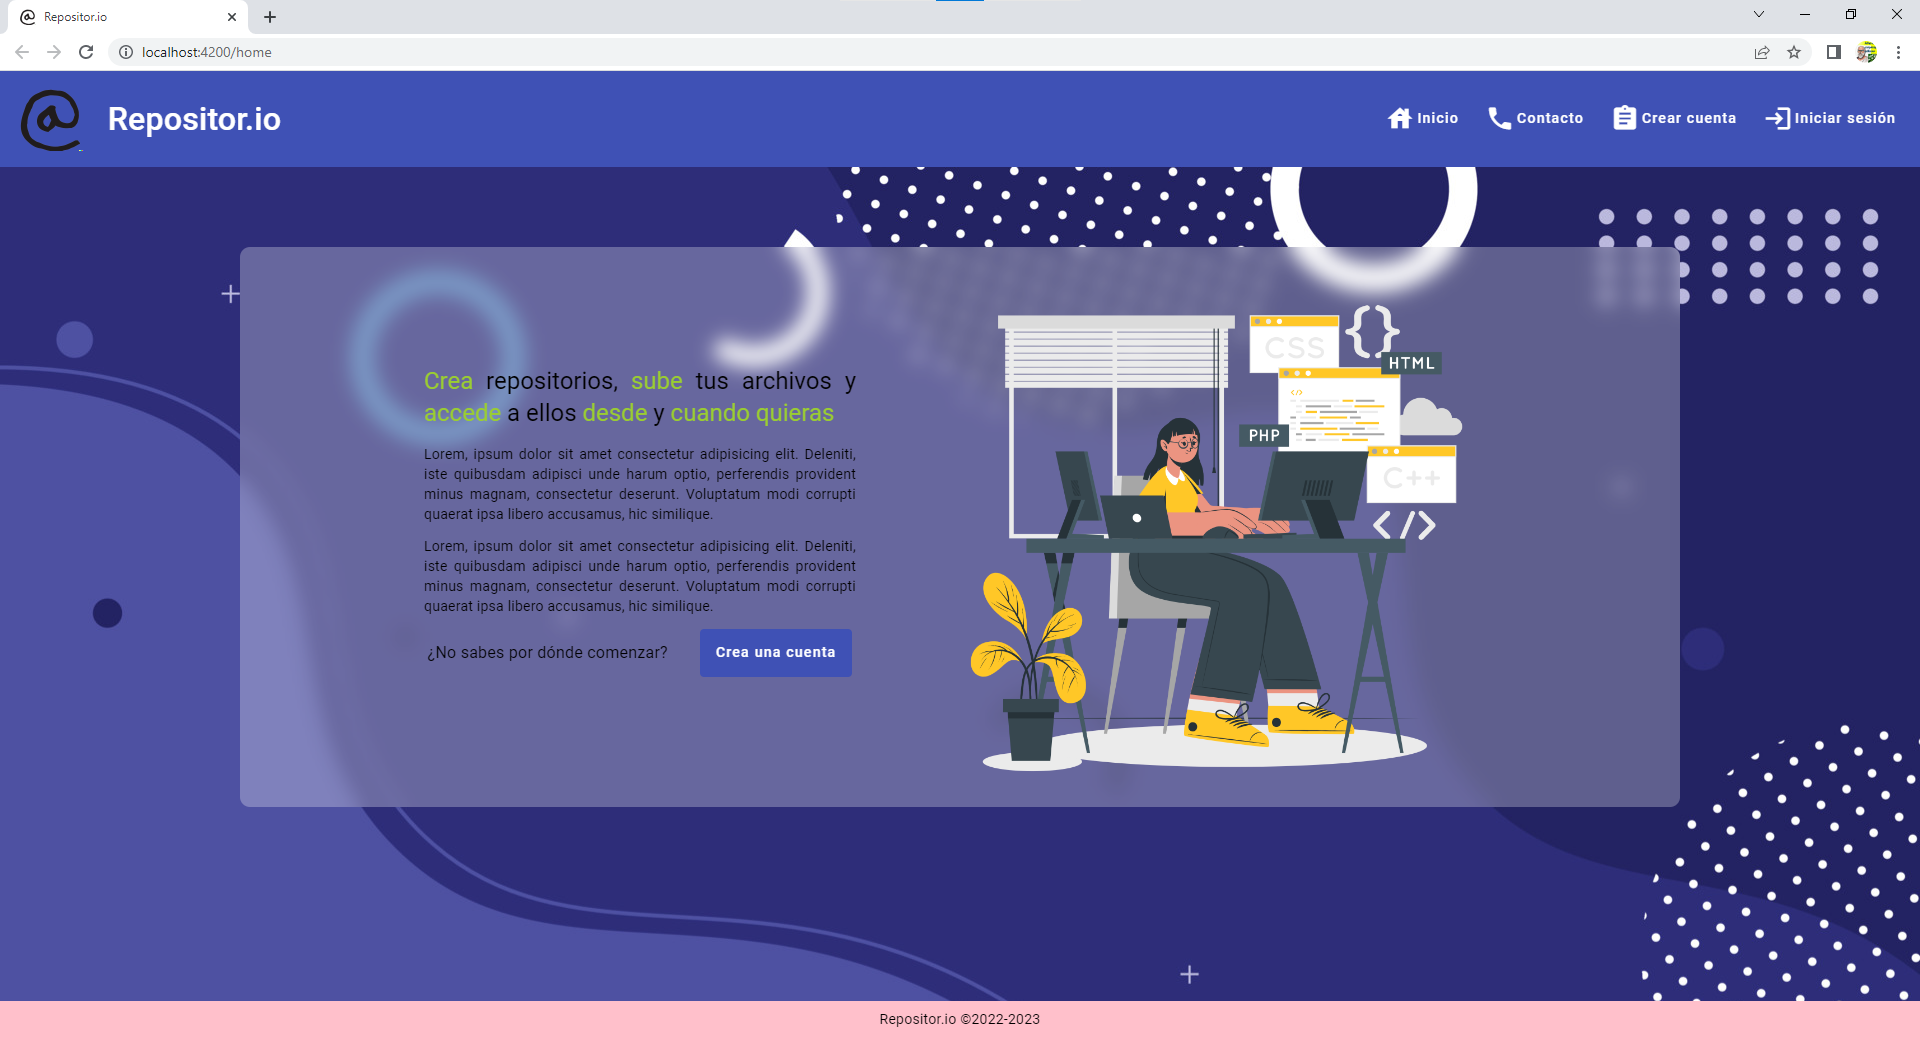 Repositor.io
localhost:4200/home
Repositor.io
Inicio
Contacto
Crear cuenta
Iniciar sesión
Crea repositorios, sube tus archivos y
accede a ellos desde y cuando quieras
Lorem, ipsum dolor sit amet consectetur adipisicing elit. Deleniti,
iste quibusdam adipisci unde harum optio, perferendis provident
minus magnam, consectetur deserunt. Voluptatum modi corrupti
quaerat ipsa libero accusamus, hic similique.
Lorem, ipsum dolor sit amet consectetur adipisicing elit. Deleniti,
iste quibusdam adipisci unde harum optio, perferendis provident
minus magnam, consectetur deserunt. Voluptatum modi corrupti
quaerat ipsa libero accusamus, hic similique.
¿No sabes por dónde comenzar?
Crea una cuenta
CSS
{}
HTML
</>
PHP
C++
</>
Repositor.io ©2022-2023